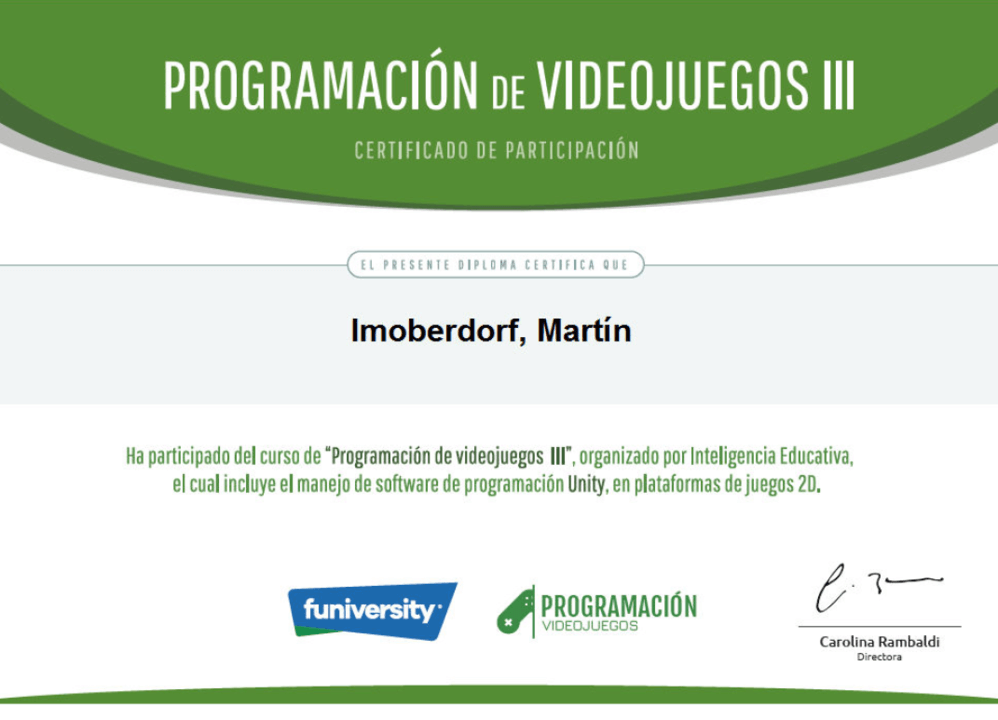 PROGRAMACIÓN DE VIDEOJUEGOS III
CERTIFICADO DE PARTICIPACIÓN
EL PRESENTE DIPLOMA CERTIFICA QUE
Imoberdorf, Martín
Ha participado del curso de “Programación de videojuegos III”, organizado por Inteligencia Educativa,
el cual incluye el manejo de software de programación Unity, en plataformas de juegos 2D.
funiversity
PROGRAMACIÓN
VIDEOJUEGOS
Carolina Rambaldi
Directora